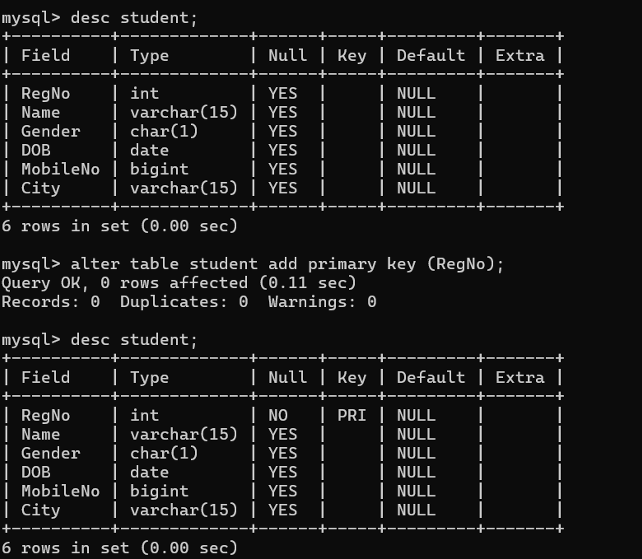 mysql> desc student;
+----------+-------------+------+-----+---------+-------+
| Field    | Type        | Null | Key | Default | Extra |
+----------+-------------+------+-----+---------+-------+
| RegNo    | int         | YES  |     | NULL    |       |
| Name     | varchar(15) | YES  |     | NULL    |       |
| Gender   | char(1)     | YES  |     | NULL    |       |
| DOB      | date        | YES  |     | NULL    |       |
| MobileNo | bigint      | YES  |     | NULL    |       |
| City     | varchar(15) | YES  |     | NULL    |       |
+----------+-------------+------+-----+---------+-------+
6 rows in set (0.00 sec)

mysql> alter table student add primary key (RegNo);
Query OK, 0 rows affected (0.11 sec)
Records: 0  Duplicates: 0  Warnings: 0

mysql> desc student;
+----------+-------------+------+-----+---------+-------+
| Field    | Type        | Null | Key | Default | Extra |
+----------+-------------+------+-----+---------+-------+
| RegNo    | int         | NO   | PRI | NULL    |       |
| Name     | varchar(15) | YES  |     | NULL    |       |
| Gender   | char(1)     | YES  |     | NULL    |       |
| DOB      | date        | YES  |     | NULL    |       |
| MobileNo | bigint      | YES  |     | NULL    |       |
| City     | varchar(15) | YES  |     | NULL    |       |
+----------+-------------+------+-----+---------+-------+
6 rows in set (0.00 sec)